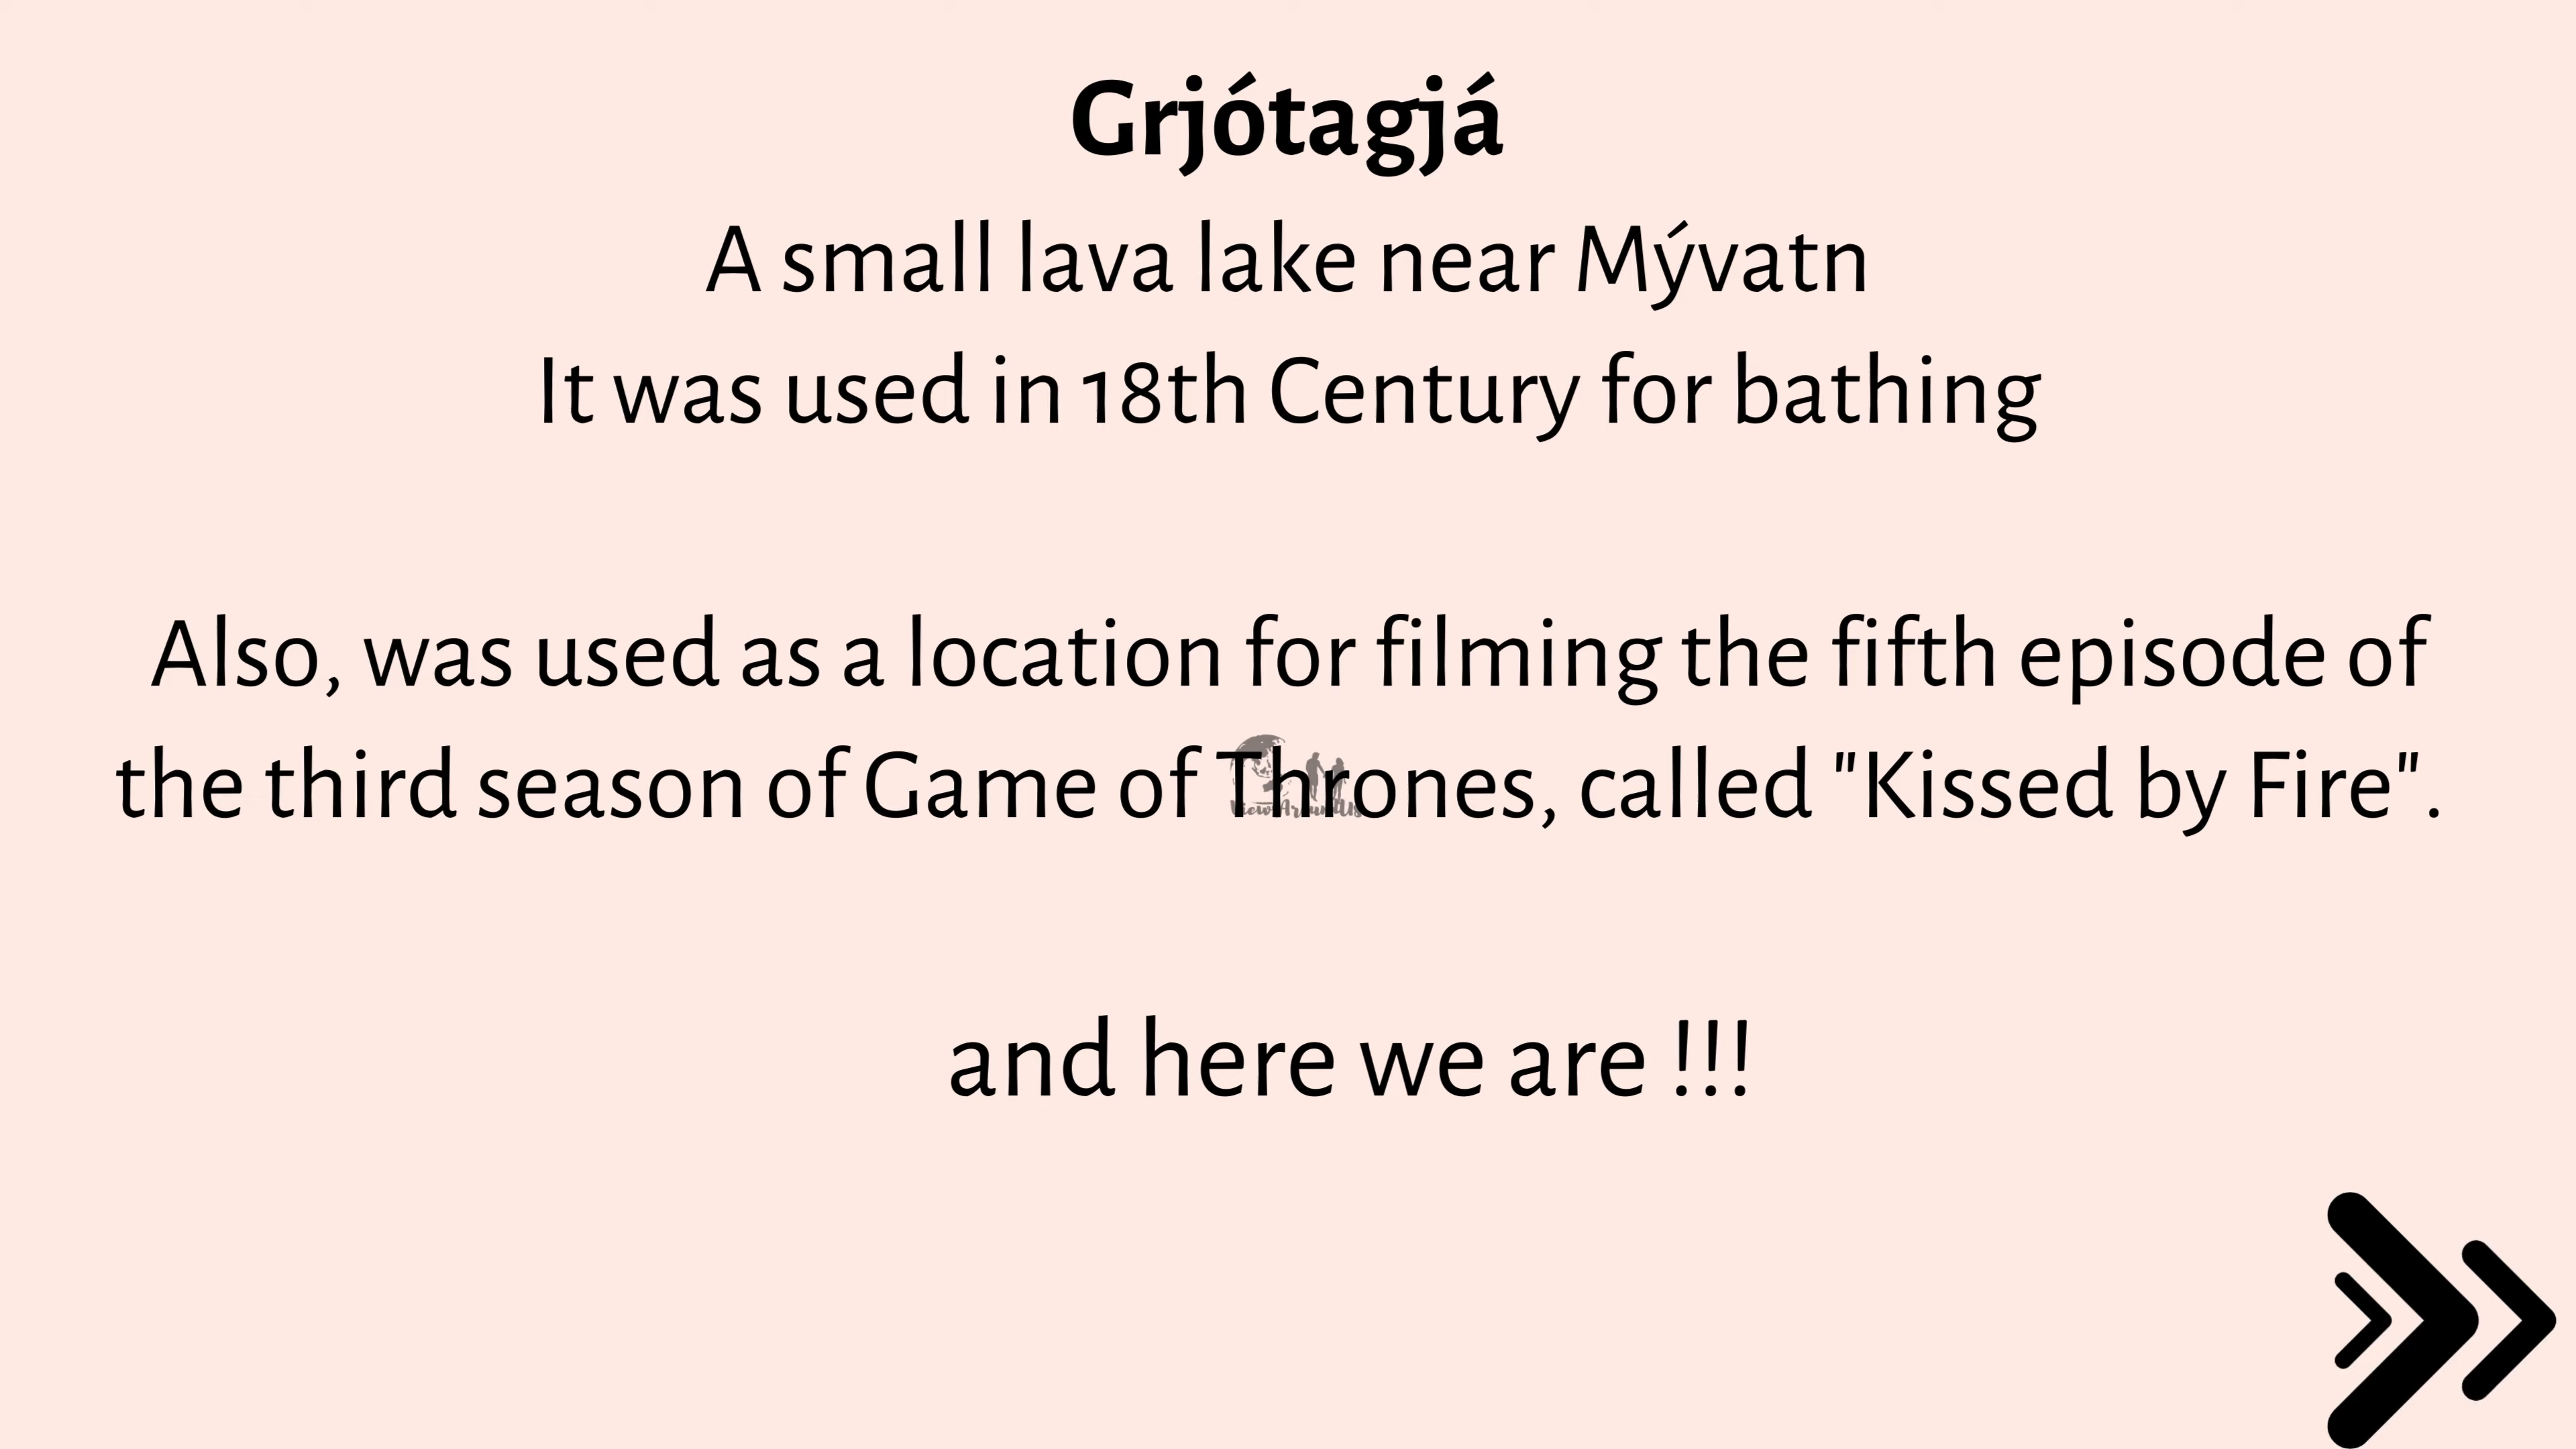 Grjótagjá
A small lava lake near Mývatn
It was used in 18th Century for bathing
Also, was used as a location for filming the fifth episode of
the third season of Game of Thrones, called "Kissed by Fire".
View AroundUs
and here we are !!!